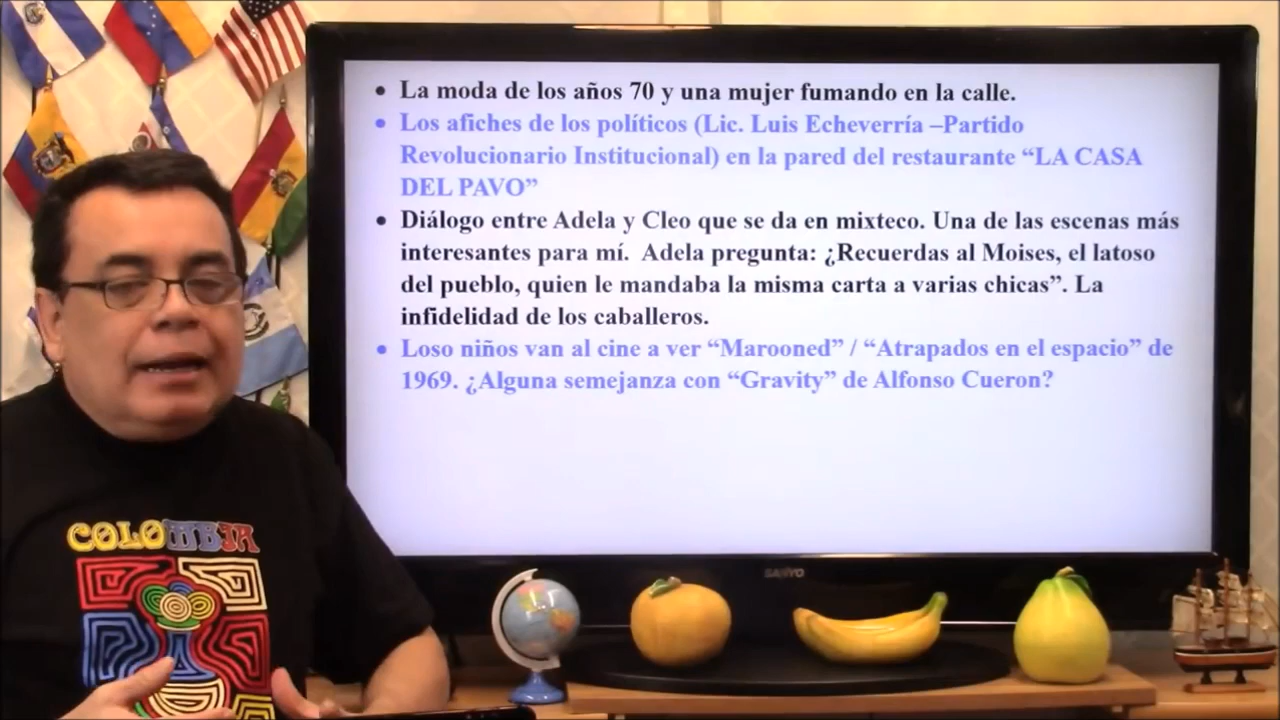 • La moda de los años 70 y una mujer fumando en la calle.
• Los afiches de los políticos (Lic. Luis Echeverría –Partido
Revolucionario Institucional) en la pared del restaurante “LA CASA
DEL PAVO”
• Diálogo entre Adela y Cleo que se da en mixteco. Una de las escenas más
interesantes para mí.  Adela pregunta: ¿Recuerdas al Moises, el latoso
del pueblo, quien le mandaba la misma carta a varias chicas”. La
infidelidad de los caballeros.
• Loso niños van al cine a ver “Marooned” / “Atrapados en el espacio” de
1969. ¿Alguna semejanza con “Gravity” de Alfonso Cueron?
SANYO
COLOMBIA